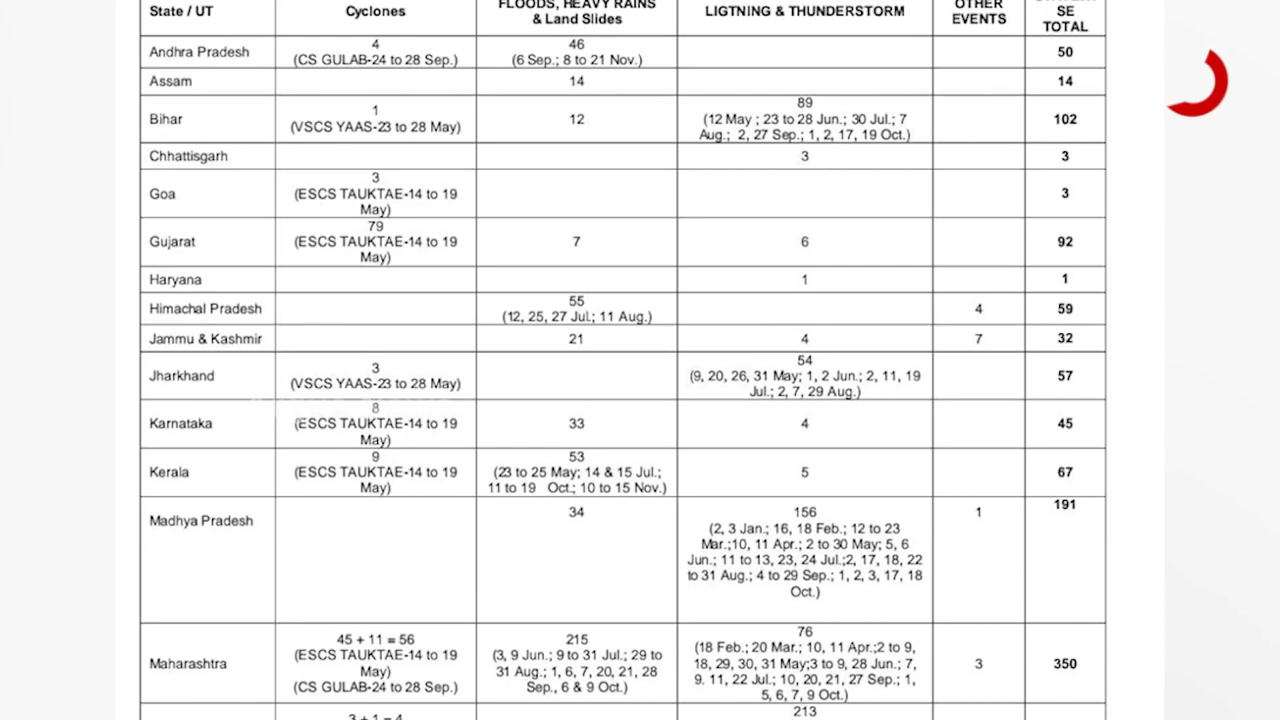 State / UT
Cyclones
FLOODS, HEAVY RAINS
& Land Slides
LIGTNING & THUNDERSTORM
OTHER
EVENTS
SE
TOTAL
Andhra Pradesh
4
(CS GULAB-24 to 28 Sep.)
46
(6 Sep.; 8 to 21 Nov.)
50
Assam
14
14
Bihar
1
(VSCS YAAS-23 to 28 May)
12
89
(12 May ; 23 to 28 Jun.; 30 Jul.; 7
Aug.; 2, 27 Sep.; 1, 2, 17, 19 Oct.)
102
Chhattisgarh
3
3
Goa
3
(ESCS TAUKTAE-14 to 19
May)
3
Gujarat
79
(ESCS TAUKTAE-14 to 19
May)
7
6
92
Haryana
1
1
Himachal Pradesh
55
(12, 25, 27 Jul.; 11 Aug.)
4
59
Jammu & Kashmir
21
4
7
32
Jharkhand
3
(VSCS YAAS-23 to 28 May)
54
(9, 20, 26, 31 May; 1, 2 Jun.; 2, 11, 19
Jul.; 2, 7, 29 Aug.)
57
Karnataka
8
(ESCS TAUKTAE-14 to 19
May)
33
4
45
Kerala
9
(ESCS TAUKTAE-14 to 19
May)
53
(23 to 25 May; 14 & 15 Jul.;
11 to 19 Oct.; 10 to 15 Nov.)
5
67
Madhya Pradesh
34
156
(2, 3 Jan.; 16, 18 Feb.; 12 to 23
Mar.;10, 11 Apr.; 2 to 30 May; 5, 6
Jun.; 11 to 13, 23, 24 Jul.;2, 17, 18, 22
to 31 Aug.; 4 to 29 Sep.; 1, 2, 3, 17, 18
Oct.)
1
191
Maharashtra
45 + 11 = 56
(ESCS TAUKTAE-14 to 19
May)
(CS GULAB-24 to 28 Sep.)
215
(3, 9 Jun.; 9 to 31 Jul.; 29 to
31 Aug.; 1, 6, 7, 20, 21, 28
Sep., 6 & 9 Oct.)
76
(18 Feb.; 20 Mar.; 10, 11 Apr.;2 to 9,
18, 29, 30, 31 May;3 to 9, 28 Jun.; 7,
9. 11, 22 Jul.; 10, 20, 21, 27 Sep.; 1,
5, 6, 7, 9 Oct.)
3
350
3 + 1 = 4
213